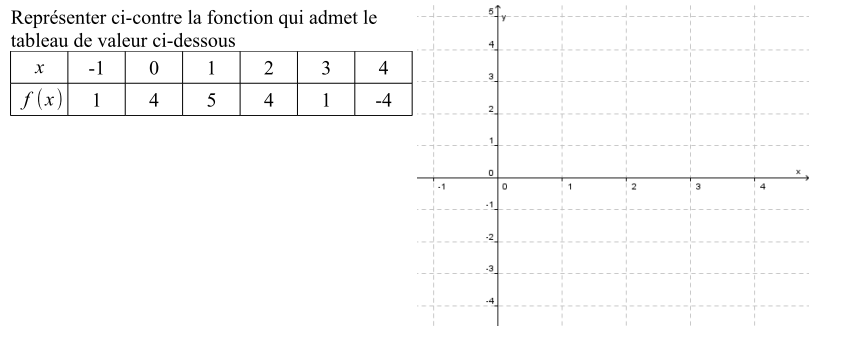 Représenter ci-contre la fonction qui admet le
tableau de valeur ci-dessous
x -1 0 1 2 3 4
f(x) 1 4 5 4 1 -4
5 y
4
3
2
1
0 x
-1 0 1 2 3 4
-1
-2
-3
-4